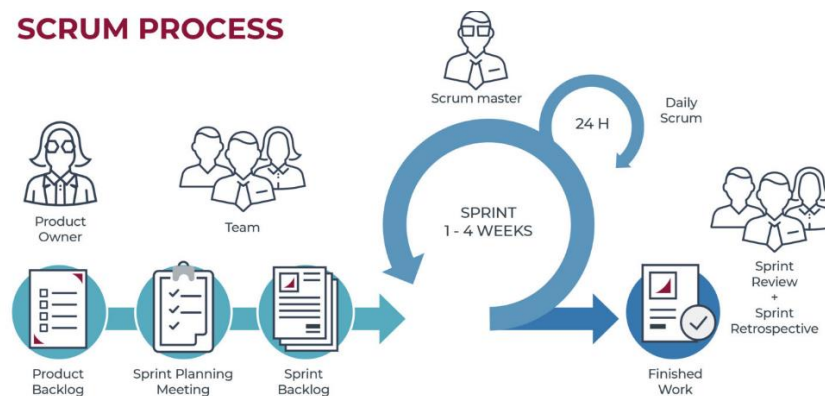 SCRUM PROCESS
Scrum master
24 H
Daily
Scrum
Product
Owner
Team
SPRINT
1 - 4 WEEKS
Sprint
Review
+
Sprint
Retrospective
Product
Backlog
Sprint Planning
Meeting
Sprint
Backlog
Finished
Work